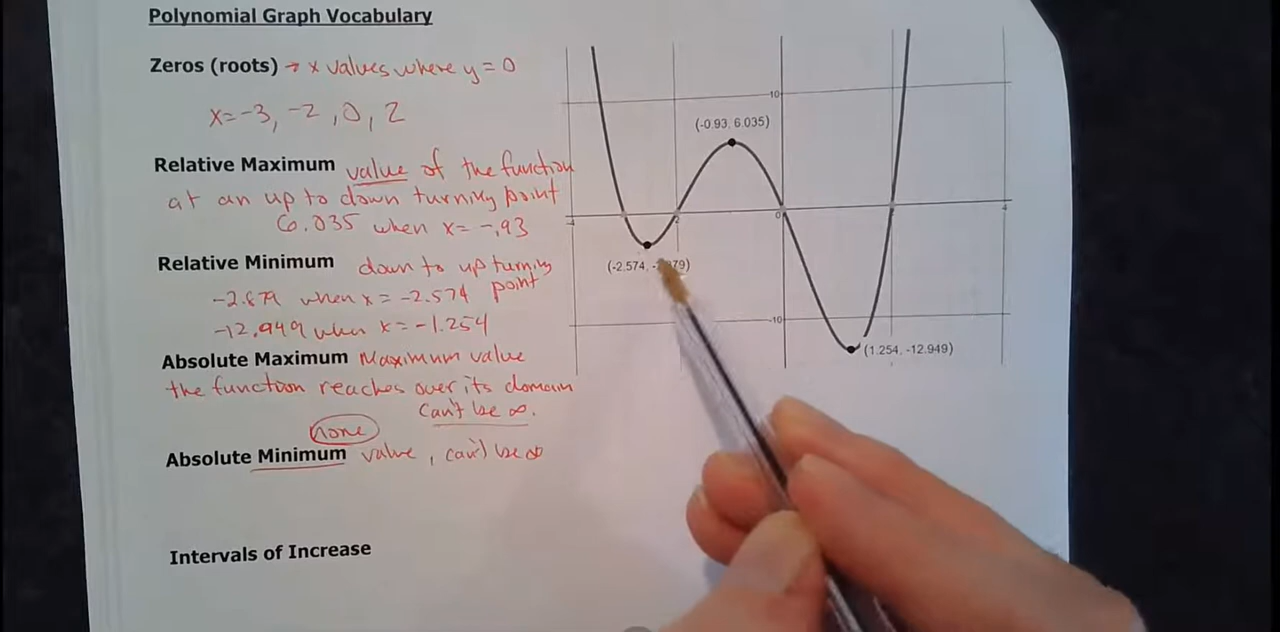 Polynomial Graph Vocabulary
Zeros (roots) → x values where y = 0
x = -3, -2, 0, 2
Relative Maximum value of the function
at an up to down turning point
6.035 when x = -.93
Relative Minimum down to up turning
point
-2.879 when x = -2.574
-12.949 when x = -1.254
Absolute Maximum Maximum value
the function reaches over its domain
can't be ∞.
none
Absolute Minimum value, can't be ∞
Intervals of Increase
10
(-0.93, 6.035)
0
4
(-2.574, 79)
-10
(1.254, -12.949)